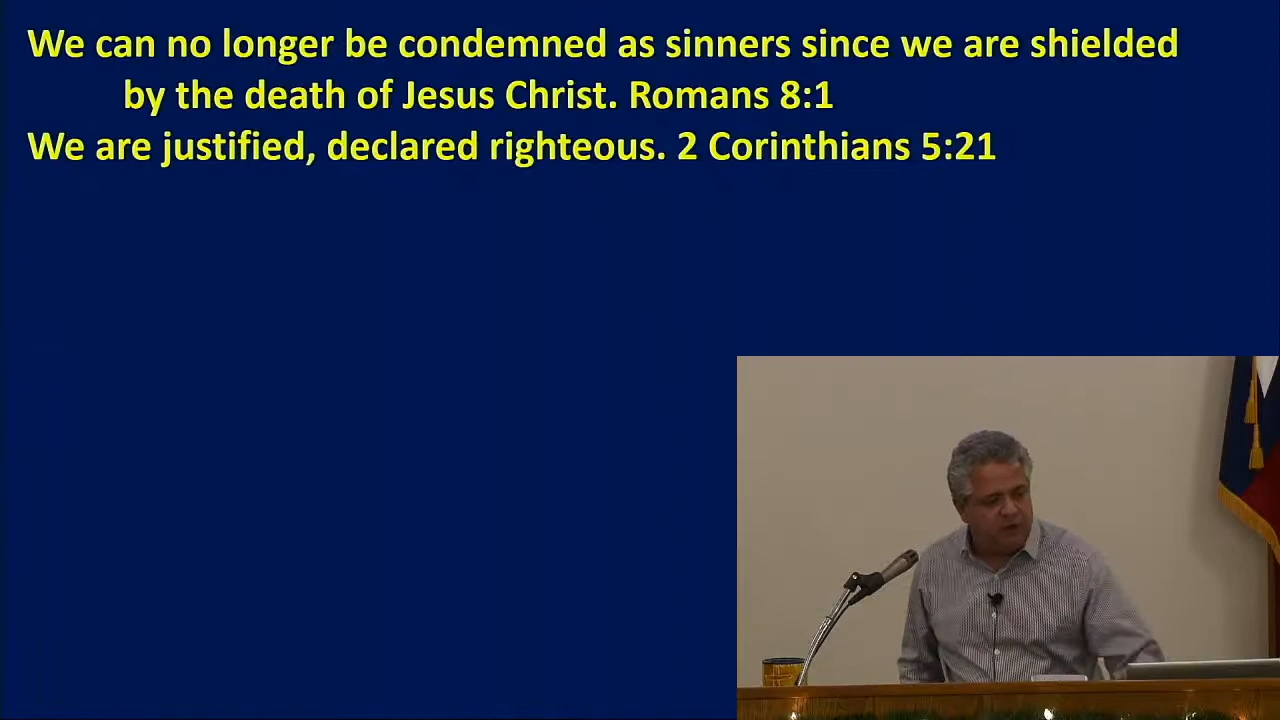 We can no longer be condemned as sinners since we are shielded
by the death of Jesus Christ. Romans 8:1
We are justified, declared righteous. 2 Corinthians 5:21